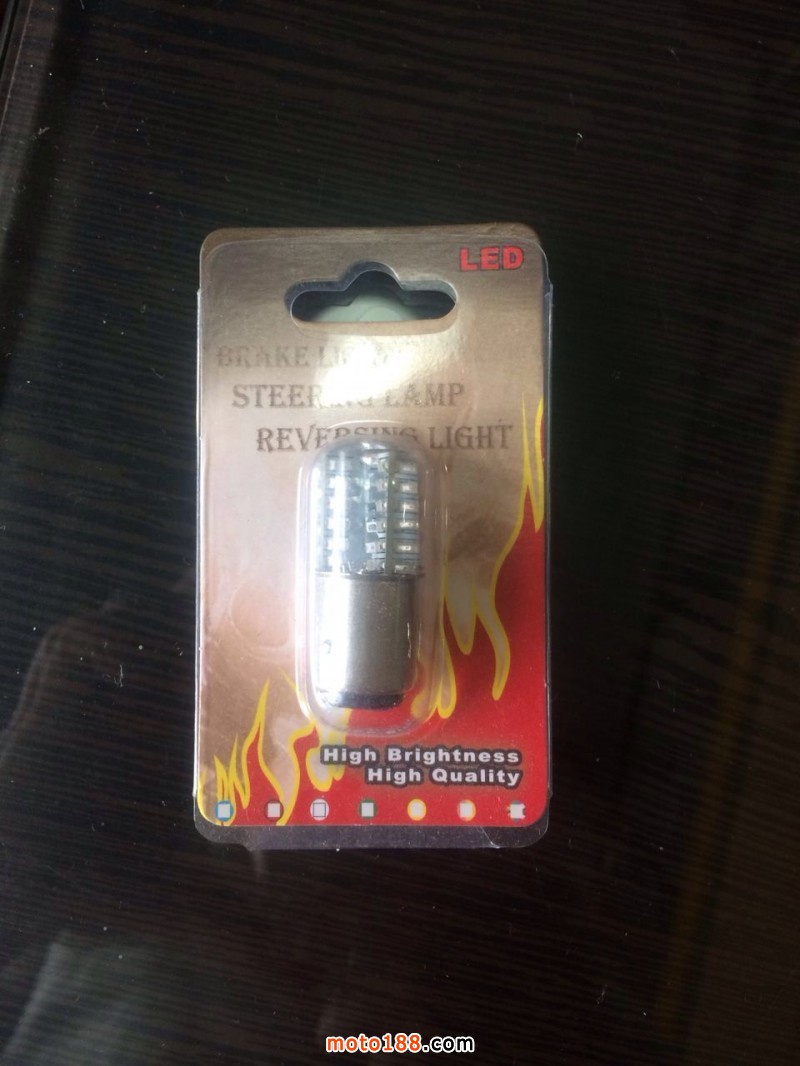 LED
BRAKE
STEERING LAMP
REVERSING LIGHT
High Brightness
High Quality
moto188.com